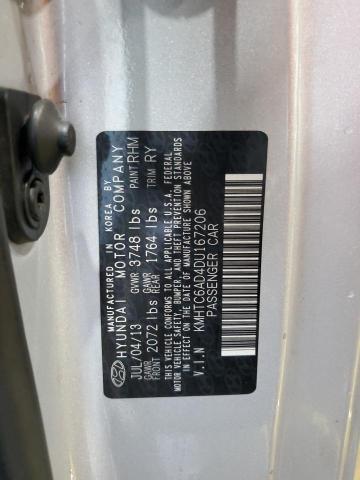 MANUFACTURED IN KOREA BY
HYUNDAI MOTOR COMPANY
JUL/04/13 GVWR 3748 lbs PAINT RHM
GAWR FRONT 2072 lbs GAWR REAR 1764 lbs TRIM RY
THIS VEHICLE CONFORMS TO ALL APPLICABLE U.S.A. FEDERAL
MOTOR VEHICLE SAFETY, BUMPER, AND THEFT PREVENTION STANDARDS
IN EFFECT ON THE DATE OF MANUFACTURE SHOWN ABOVE.
V.I.N KMHTC6AD4DU167206
PASSENGER CAR